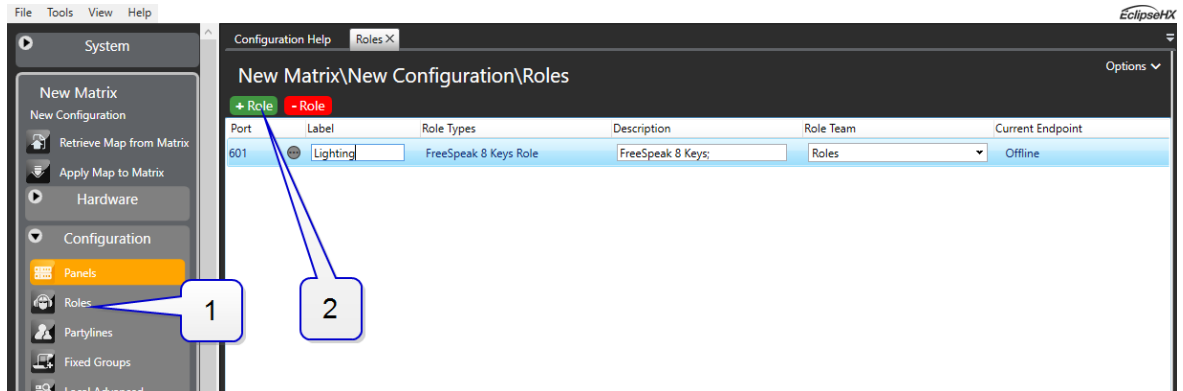 File Tools View Help
EclipseHX
System
Configuration Help Roles X
New Matrix\New Configuration\Roles
Options
New Matrix
New Configuration
+ Role - Role
Port Label Role Types Description Role Team Current Endpoint
601 Lighting FreeSpeak 8 Keys Role FreeSpeak 8 Keys; Roles Offline
Retrieve Map from Matrix
Apply Map to Matrix
Hardware
Configuration
Panels
Roles
1
2
Partylines
Fixed Groups
Local Advanced